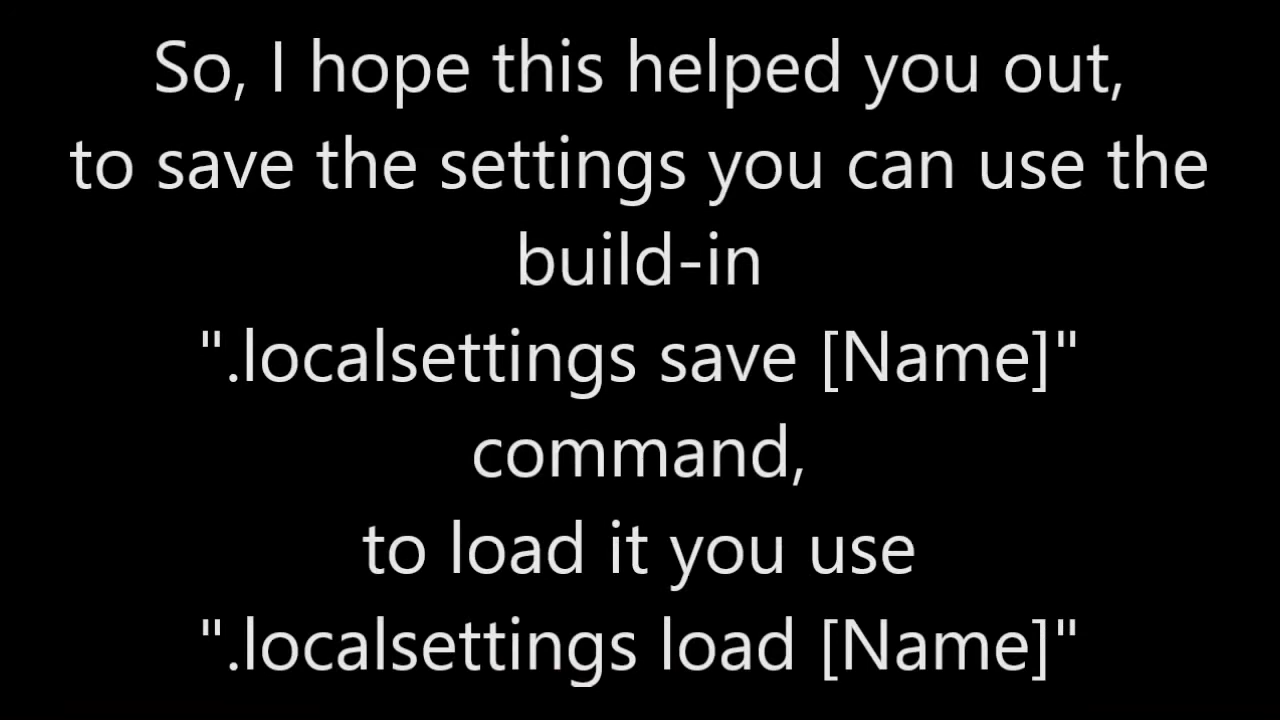 So, I hope this helped you out,
to save the settings you can use the
build-in
".localsettings save [Name]"
command,
to load it you use
".localsettings load [Name]"